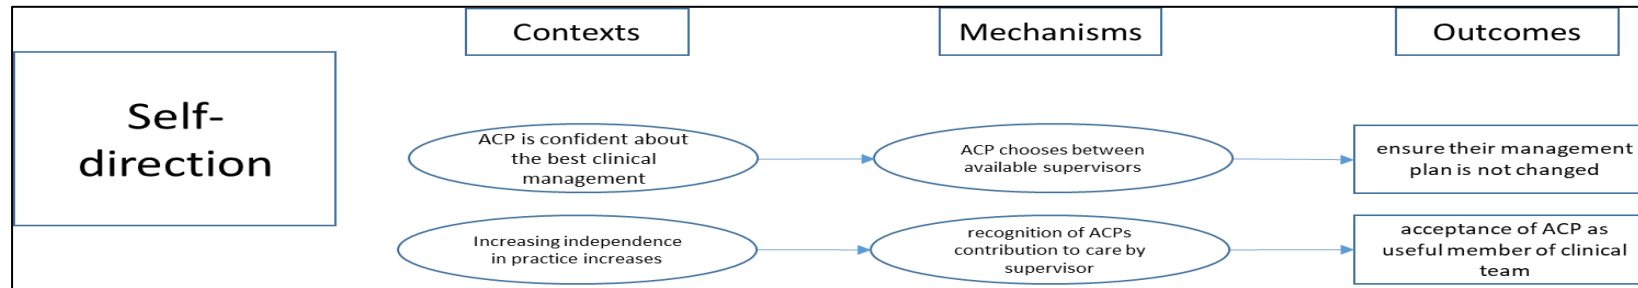 Contexts
Mechanisms
Outcomes
Self-
direction
ACP is confident about
the best clinical
management
ACP chooses between
available supervisors
ensure their management
plan is not changed
Increasing independence
in practice increases
recognition of ACPs
contribution to care by
supervisor
acceptance of ACP as
useful member of clinical
team